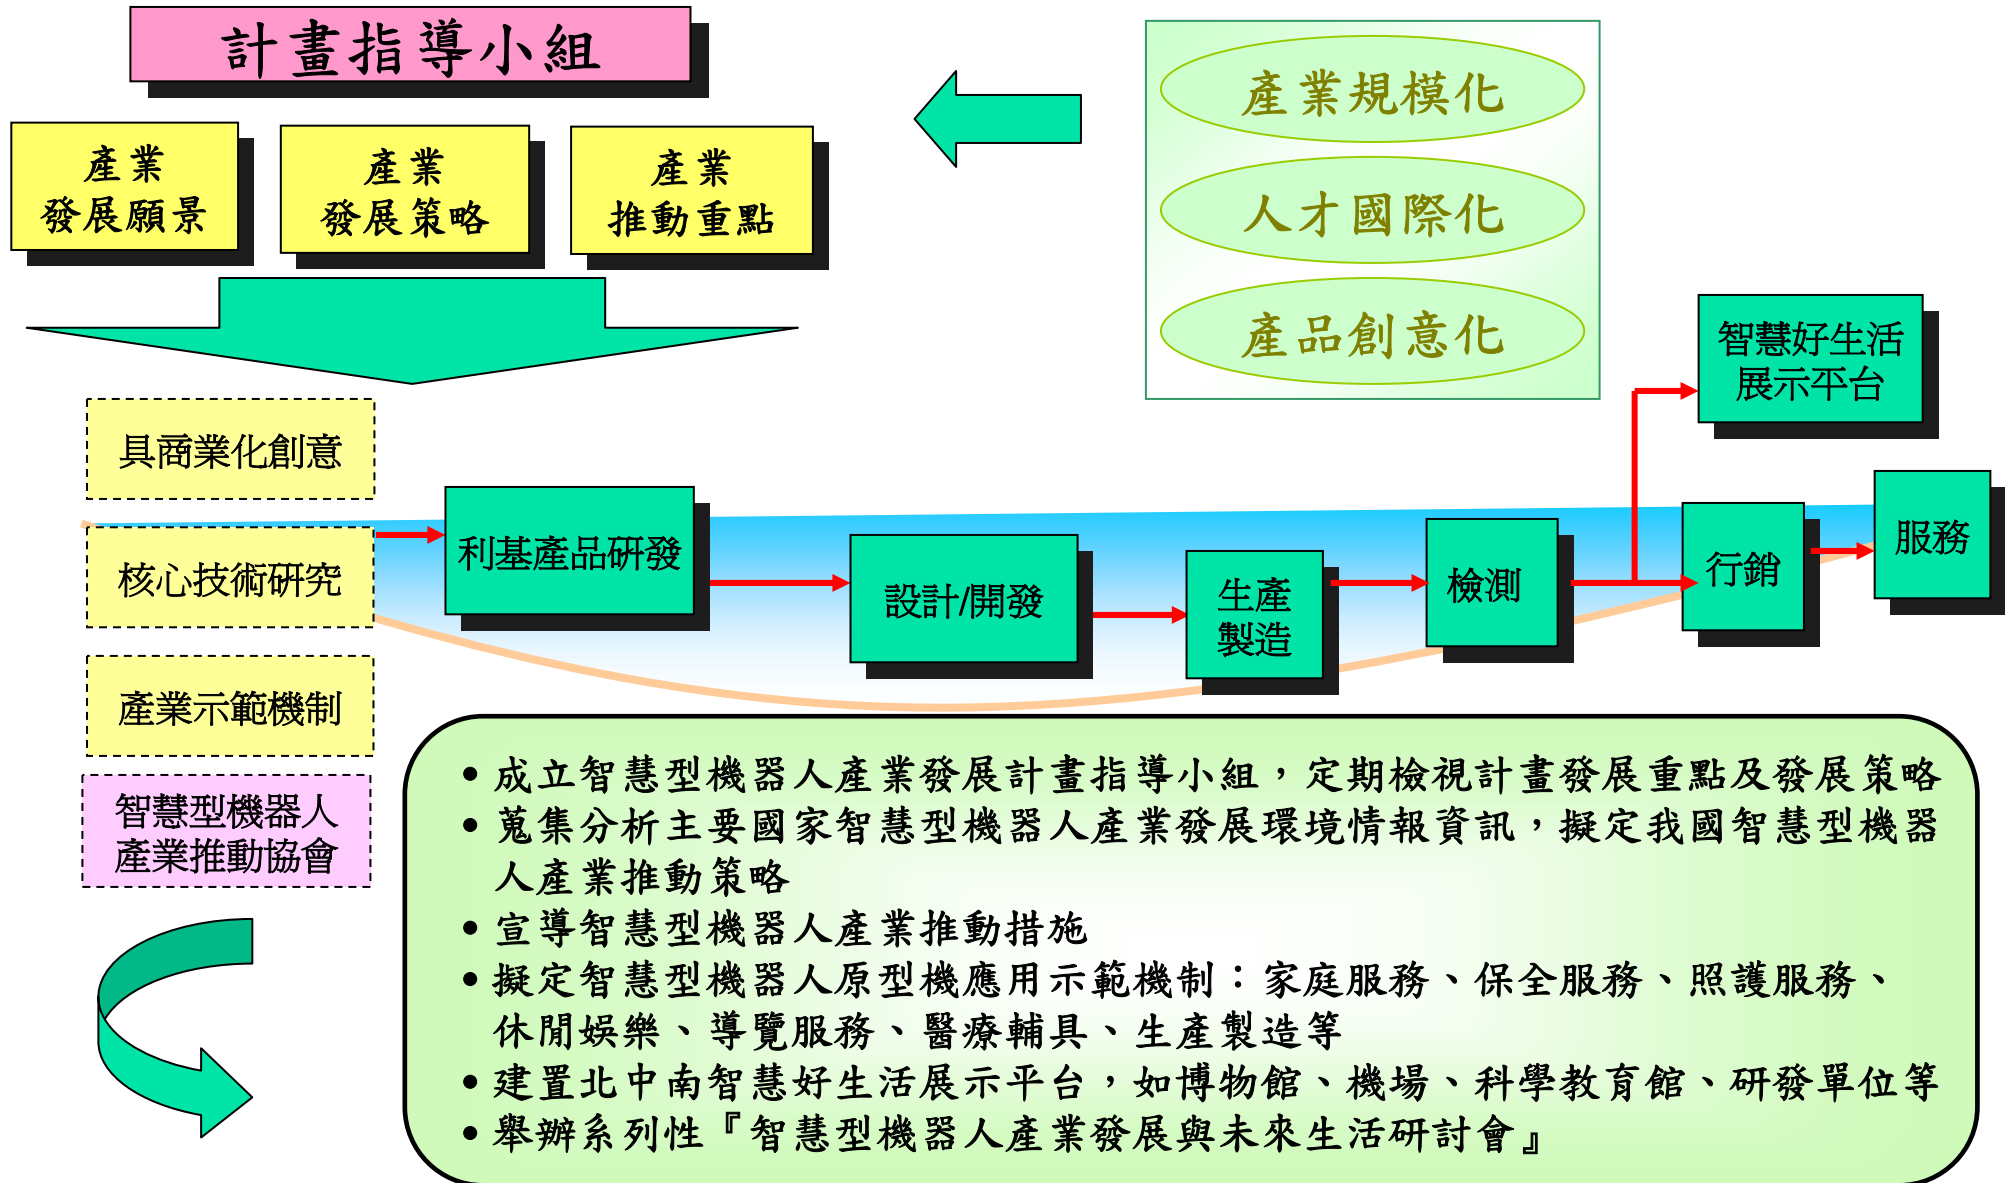 計畫指導小組
產業
發展願景
產業
發展策略
產業
推動重點
產業規模化
人才國際化
產品創意化
智慧好生活
展示平台
具商業化創意
核心技術研究
產業示範機制
智慧型機器人
產業推動協會
利基產品研發
設計/開發
生產
製造
檢測
行銷
服務
• 成立智慧型機器人產業發展計畫指導小組，定期檢視計畫發展重點及發展策略
• 蒐集分析主要國家智慧型機器人產業發展環境情報資訊，擬定我國智慧型機器
人產業推動策略
• 宣導智慧型機器人產業推動措施
• 擬定智慧型機器人原型機應用示範機制：家庭服務、保全服務、照護服務、
休閒娛樂、導覽服務、醫療輔具、生產製造等
• 建置北中南智慧好生活展示平台，如博物館、機場、科學教育館、研發單位等
• 舉辦系列性『智慧型機器人產業發展與未來生活研討會』